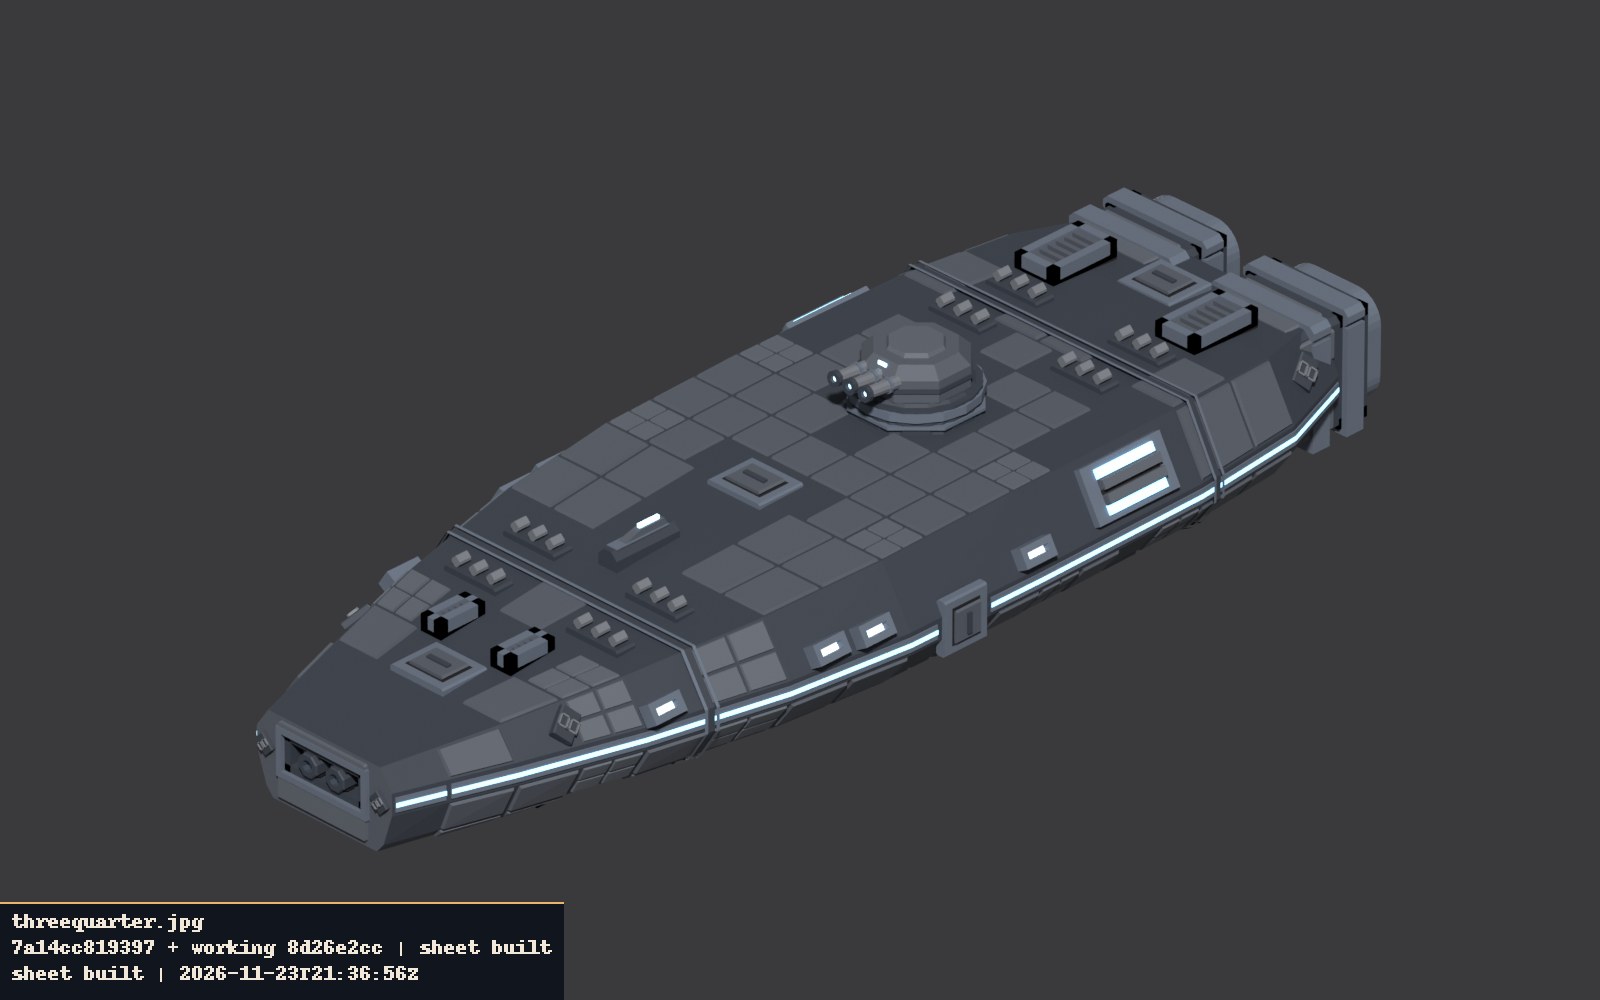 threequarter.jpg
7a14cc819397 + working 8d26e2cc | sheet built
sheet built | 2026-11-23T21:36:56Z